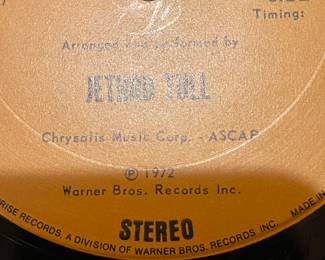 Timing:
Arranged and performed by
JETHRO TULL
Chrysalis Music Corp. - ASCAP
℗ 1972
Warner Bros. Records Inc.
STEREO
RISE RECORDS, A DIVISION OF WARNER BROS. RECORDS INC. MADE IN